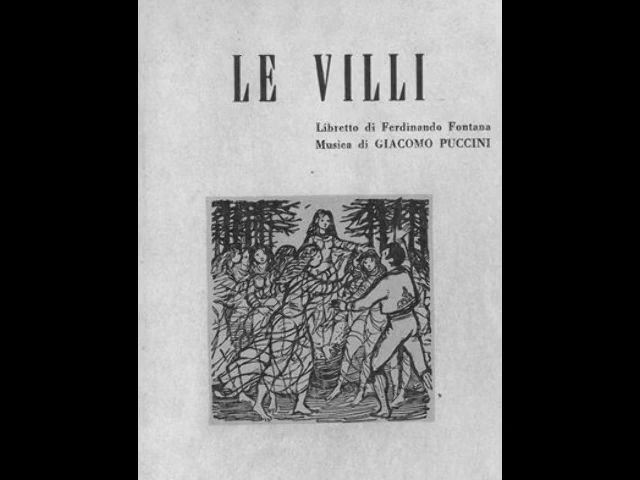 LE VILLI
Libretto di Ferdinando Fontana
Musica di GIACOMO PUCCINI